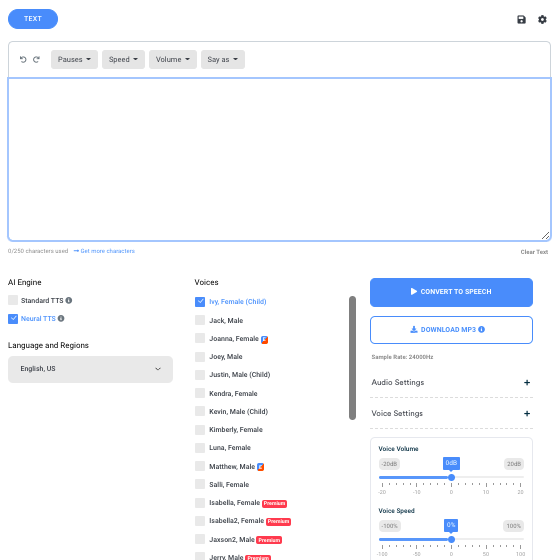 TEXT
Pauses Speed Volume Say as
0/250 characters used → Get more characters Clear Text
AI Engine
Standard TTS
Neural TTS
Language and Regions
English, US
Voices
Ivy, Female (Child)
Jack, Male
Joanna, Female E
Joey, Male
Justin, Male (Child)
Kendra, Female
Kevin, Male (Child)
Kimberly, Female
Luna, Female
Matthew, Male E
Salli, Female
Isabella, Female Premium
Isabella2, Female Premium
Jaxson2, Male Premium
Jerry, Male Premium
CONVERT TO SPEECH
DOWNLOAD MP3
Sample Rate: 24000Hz
Audio Settings +
Voice Settings +
Voice Volume
-20dB 0dB 20dB
-20 -10 0 10 20
Voice Speed
-100% 0% 100%
-100 -50 0 50 100